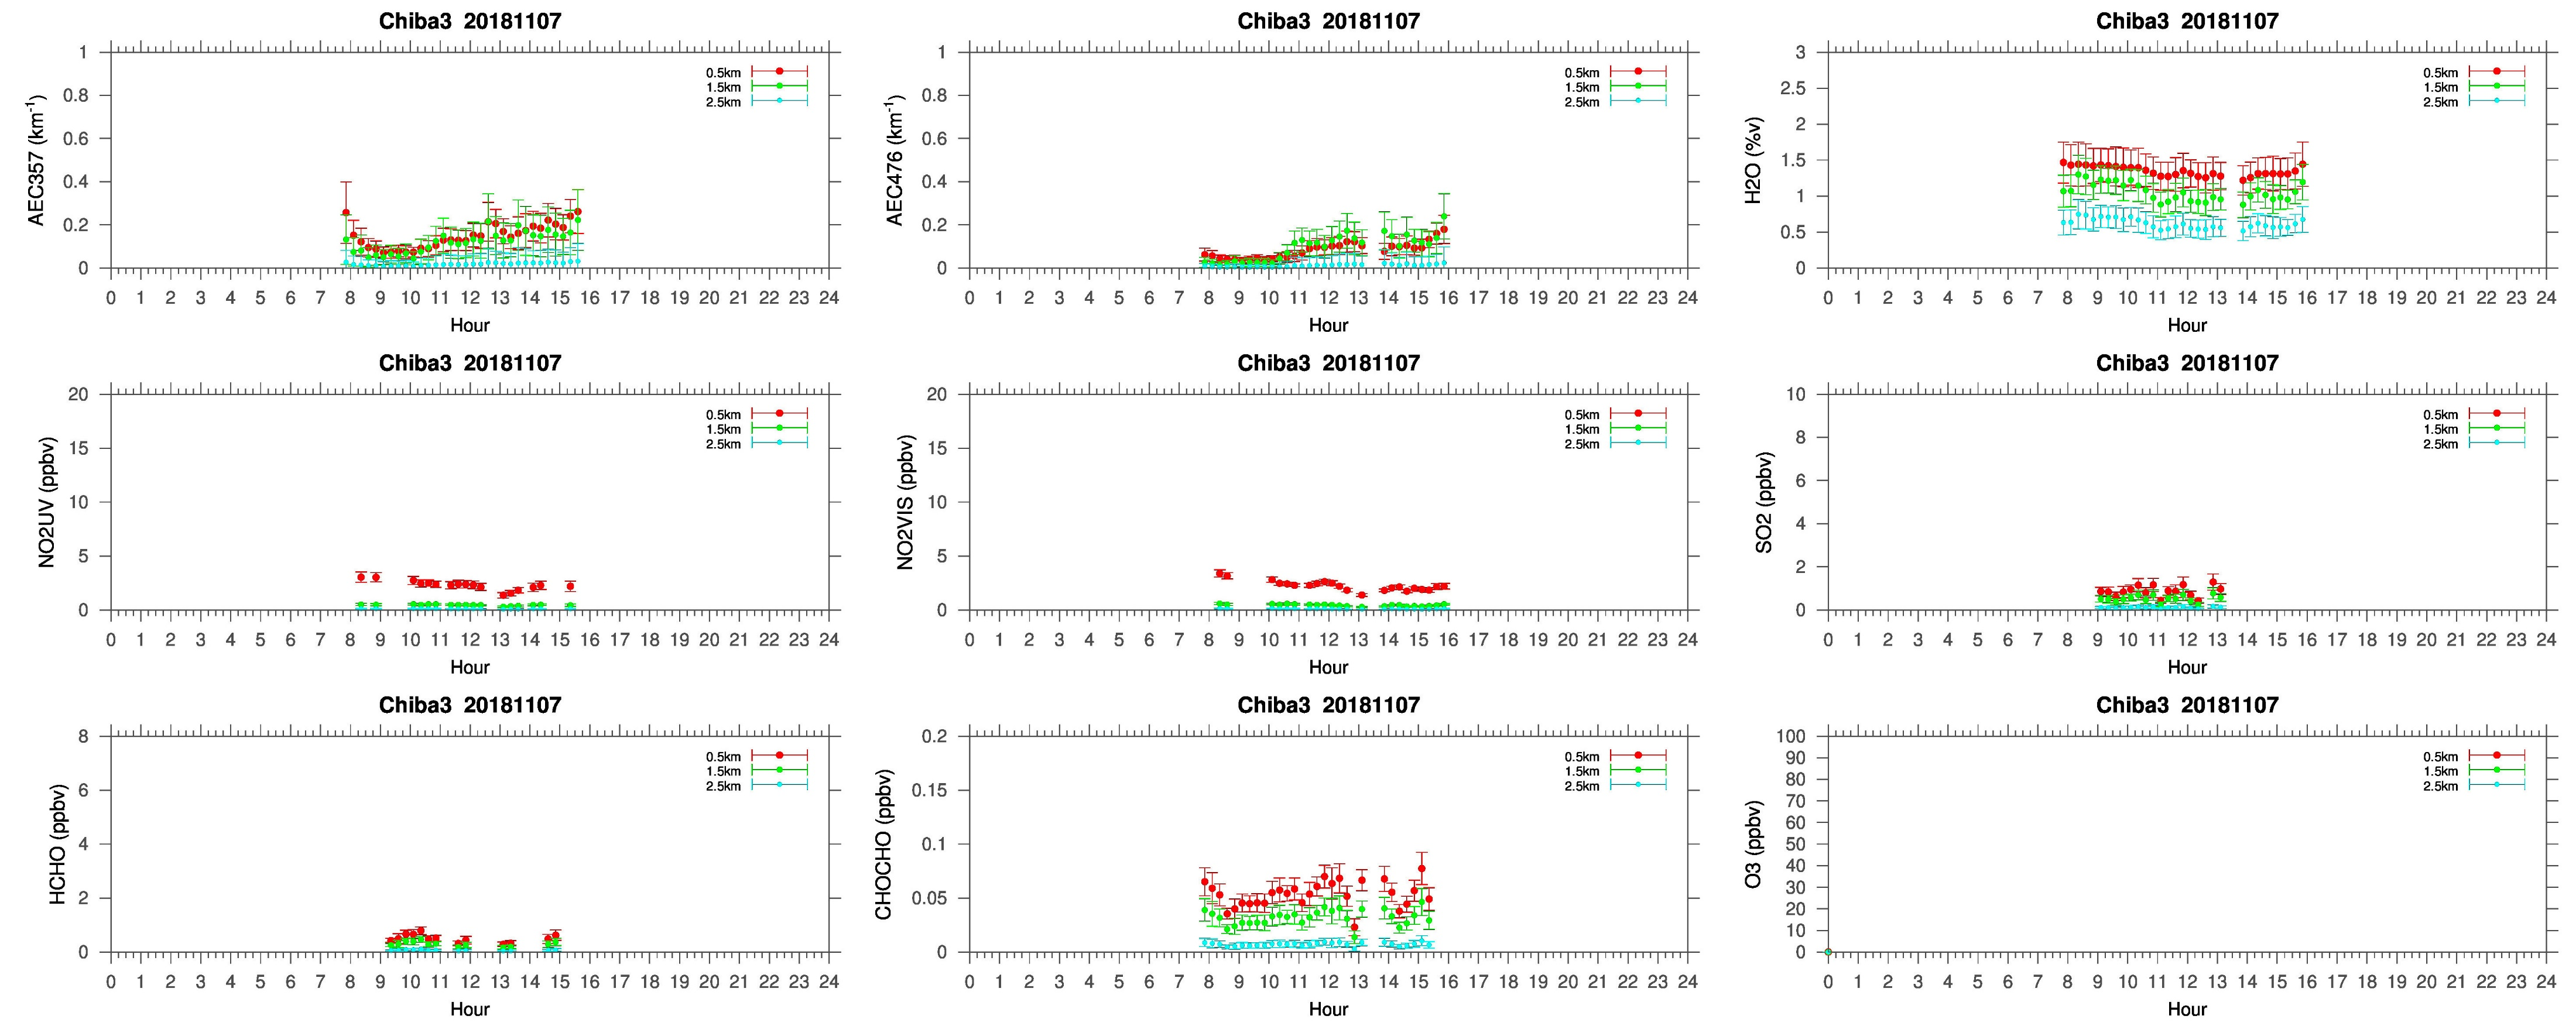 Chiba3 20181107
AEC357 (km-1)
1
0.8
0.6
0.4
0.2
0
0.5km
1.5km
2.5km
0 1 2 3 4 5 6 7 8 9 10 11 12 13 14 15 16 17 18 19 20 21 22 23 24
Hour
Chiba3 20181107
AEC476 (km-1)
1
0.8
0.6
0.4
0.2
0
0.5km
1.5km
2.5km
0 1 2 3 4 5 6 7 8 9 10 11 12 13 14 15 16 17 18 19 20 21 22 23 24
Hour
Chiba3 20181107
H2O (%v)
3
2.5
2
1.5
1
0.5
0
0.5km
1.5km
2.5km
0 1 2 3 4 5 6 7 8 9 10 11 12 13 14 15 16 17 18 19 20 21 22 23 24
Hour
Chiba3 20181107
NO2UV (ppbv)
20
15
10
5
0
0.5km
1.5km
2.5km
0 1 2 3 4 5 6 7 8 9 10 11 12 13 14 15 16 17 18 19 20 21 22 23 24
Hour
Chiba3 20181107
NO2VIS (ppbv)
20
15
10
5
0
0.5km
1.5km
2.5km
0 1 2 3 4 5 6 7 8 9 10 11 12 13 14 15 16 17 18 19 20 21 22 23 24
Hour
Chiba3 20181107
SO2 (ppbv)
10
8
6
4
2
0
0.5km
1.5km
2.5km
0 1 2 3 4 5 6 7 8 9 10 11 12 13 14 15 16 17 18 19 20 21 22 23 24
Hour
Chiba3 20181107
HCHO (ppbv)
8
6
4
2
0
0.5km
1.5km
2.5km
0 1 2 3 4 5 6 7 8 9 10 11 12 13 14 15 16 17 18 19 20 21 22 23 24
Hour
Chiba3 20181107
CHOCHO (ppbv)
0.2
0.15
0.1
0.05
0
0.5km
1.5km
2.5km
0 1 2 3 4 5 6 7 8 9 10 11 12 13 14 15 16 17 18 19 20 21 22 23 24
Hour
Chiba3 20181107
O3 (ppbv)
100
90
80
70
60
50
40
30
20
10
0
0.5km
1.5km
2.5km
0 1 2 3 4 5 6 7 8 9 10 11 12 13 14 15 16 17 18 19 20 21 22 23 24
Hour